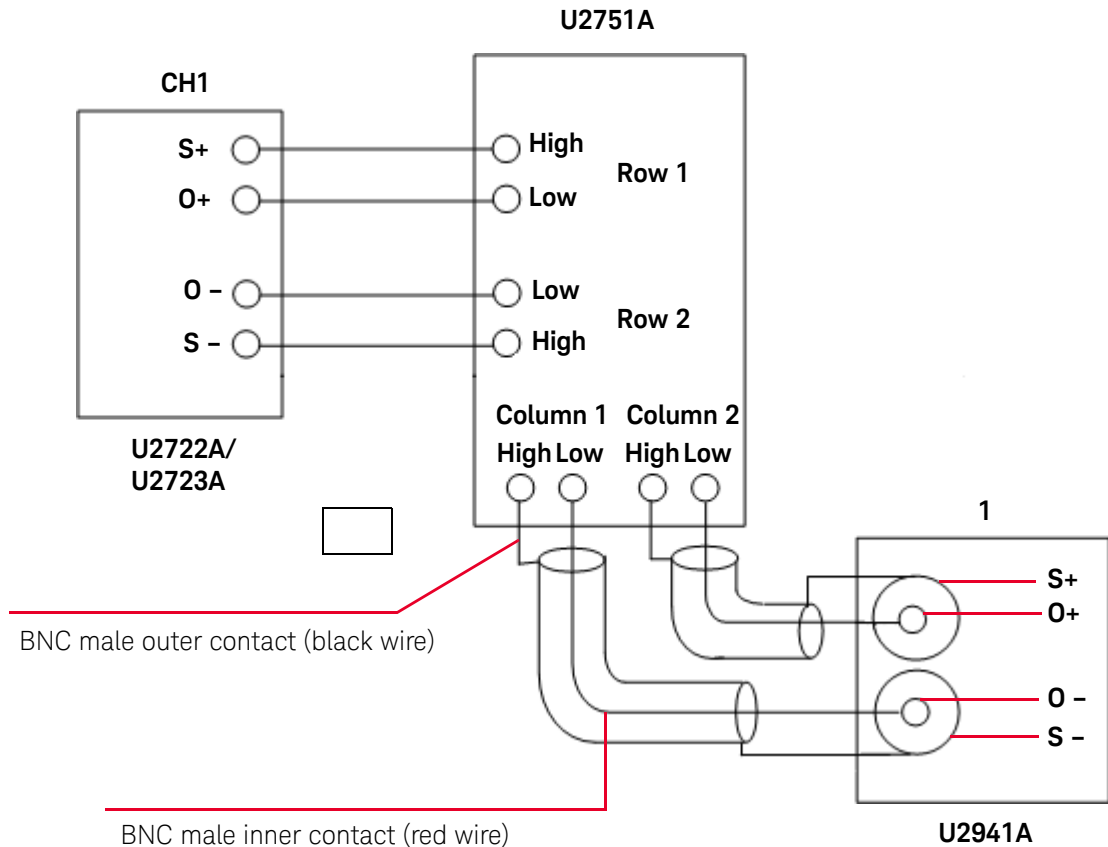 U2751A
CH1
S+
O+
O –
S –
U2722A/
U2723A
High
Low
Row 1
Low
High
Row 2
Column 1 Column 2
High Low High Low
BNC male outer contact (black wire)
BNC male inner contact (red wire)
1
S+
O+
O –
S –
U2941A